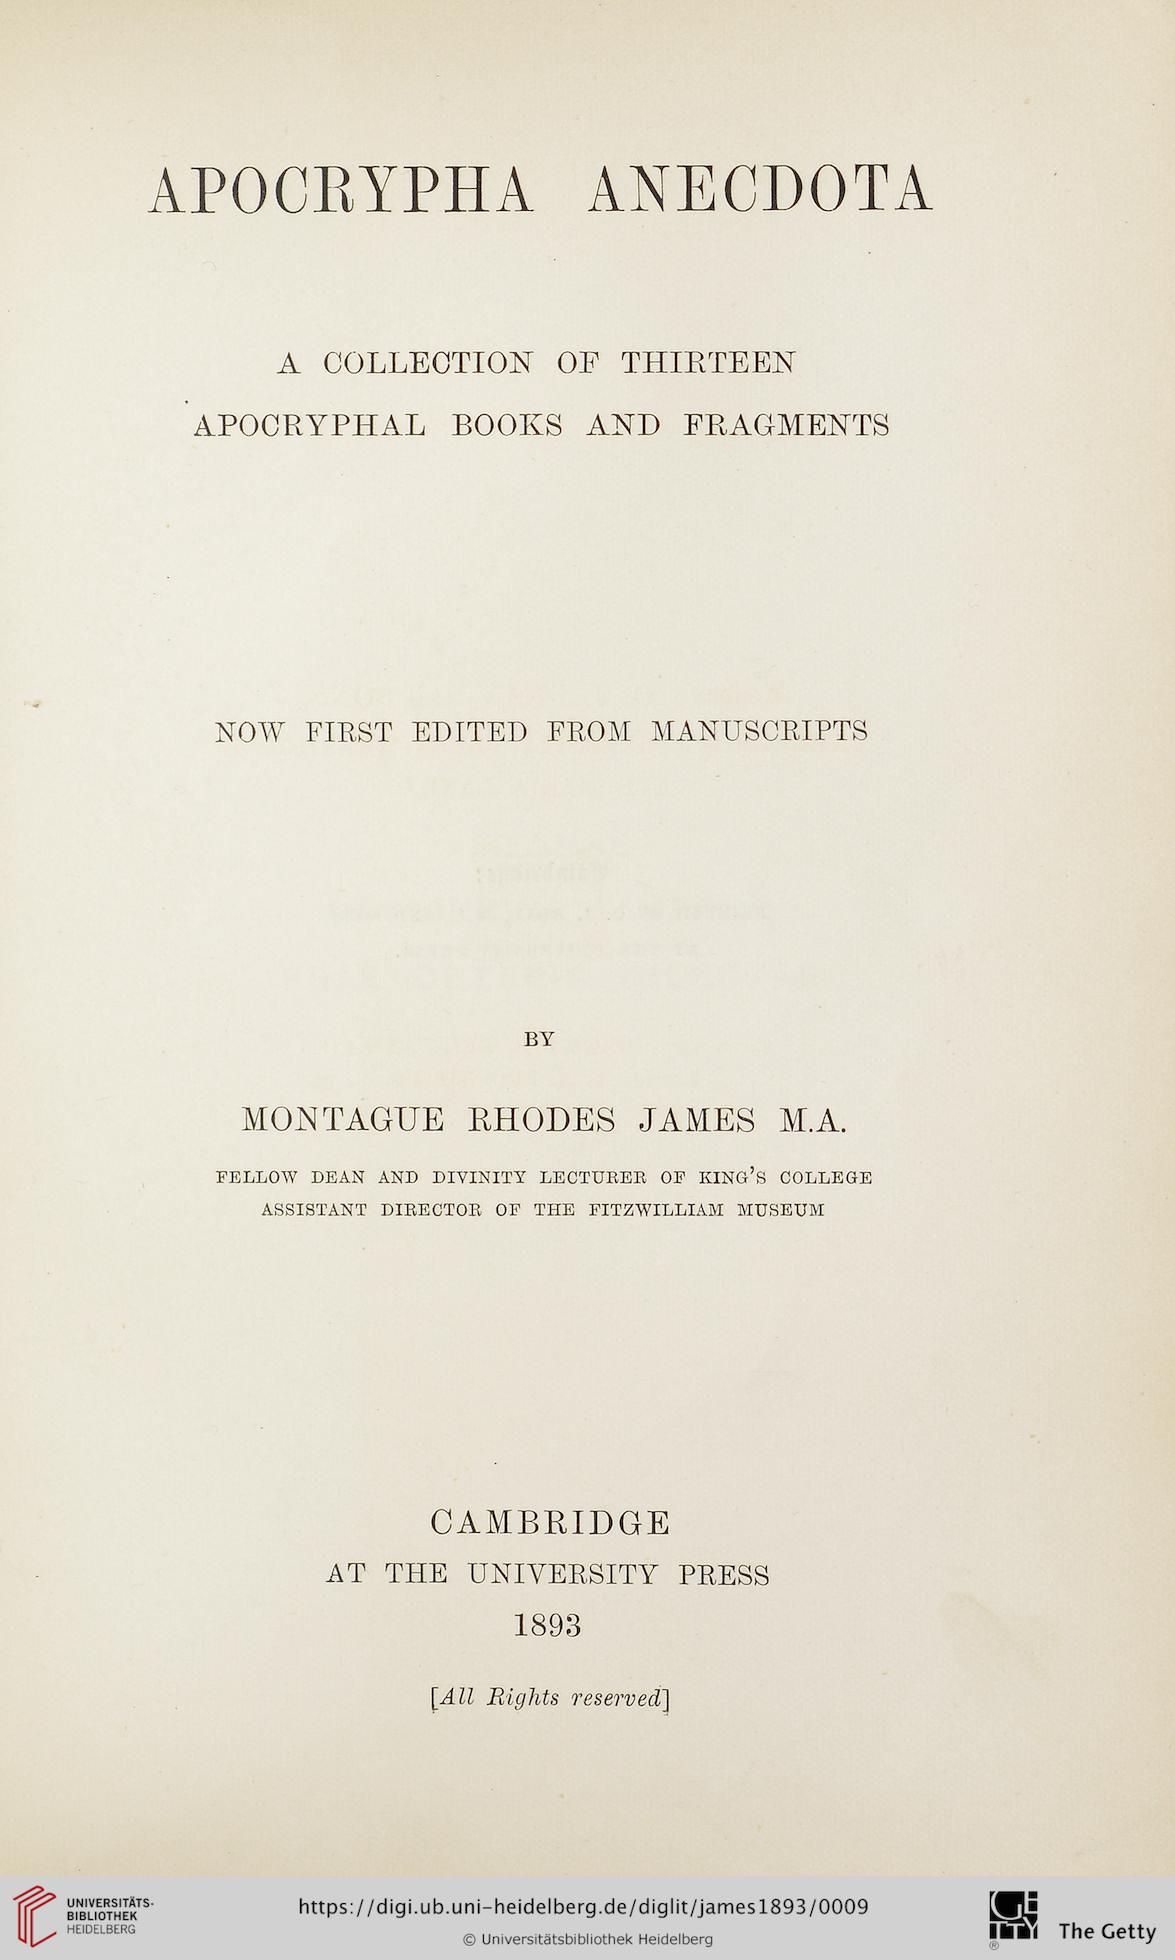 APOCRYPHA ANECDOTA
A COLLECTION OF THIRTEEN
APOCRYPHAL BOOKS AND FRAGMENTS
NOW FIRST EDITED FROM MANUSCRIPTS
BY
MONTAGUE RHODES JAMES M.A.
FELLOW DEAN AND DIVINITY LECTURER OF KING'S COLLEGE
ASSISTANT DIRECTOR OF THE FITZWILLIAM MUSEUM
CAMBRIDGE
AT THE UNIVERSITY PRESS
1893
[All Rights reserved]
UNIVERSITÄTS-
BIBLIOTHEK
HEIDELBERG
https://digi.ub.uni-heidelberg.de/diglit/james1893/0009
© Universitätsbibliothek Heidelberg
GETTY
®
The Getty